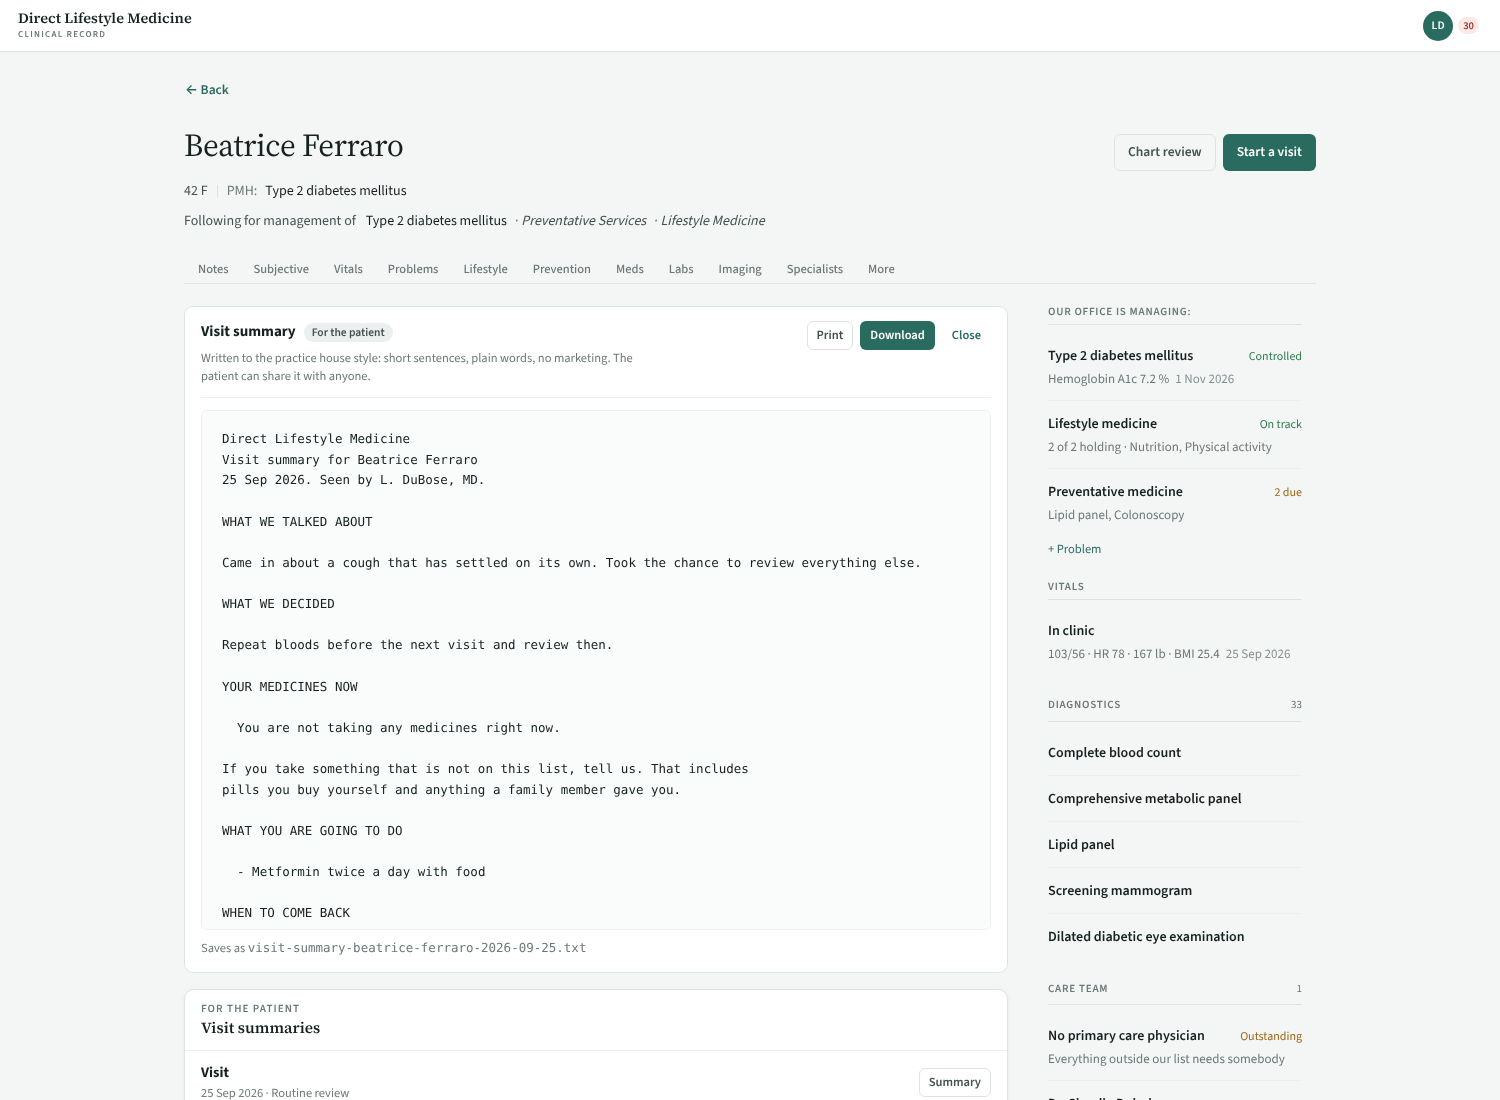 Direct Lifestyle Medicine
CLINICAL RECORD
LD
30
← Back
Beatrice Ferraro
Chart review
Start a visit
42 F
PMH: Type 2 diabetes mellitus
Following for management of Type 2 diabetes mellitus · Preventative Services · Lifestyle Medicine
Notes
Subjective
Vitals
Problems
Lifestyle
Prevention
Meds
Labs
Imaging
Specialists
More
Visit summary
For the patient
Print
Download
Close
Written to the practice house style: short sentences, plain words, no marketing. The
patient can share it with anyone.
Direct Lifestyle Medicine
Visit summary for Beatrice Ferraro
25 Sep 2026. Seen by L. DuBose, MD.
WHAT WE TALKED ABOUT
Came in about a cough that has settled on its own. Took the chance to review everything else.
WHAT WE DECIDED
Repeat bloods before the next visit and review then.
YOUR MEDICINES NOW
You are not taking any medicines right now.
If you take something that is not on this list, tell us. That includes
pills you buy yourself and anything a family member gave you.
WHAT YOU ARE GOING TO DO
- Metformin twice a day with food
WHEN TO COME BACK
Saves as visit-summary-beatrice-ferraro-2026-09-25.txt
FOR THE PATIENT
Visit summaries
Visit
25 Sep 2026 · Routine review
Summary
OUR OFFICE IS MANAGING:
Type 2 diabetes mellitus
Controlled
Hemoglobin A1c 7.2 % 1 Nov 2026
Lifestyle medicine
On track
2 of 2 holding · Nutrition, Physical activity
Preventative medicine
2 due
Lipid panel, Colonoscopy
+ Problem
VITALS
In clinic
103/56 · HR 78 · 167 lb · BMI 25.4 25 Sep 2026
DIAGNOSTICS
33
Complete blood count
Comprehensive metabolic panel
Lipid panel
Screening mammogram
Dilated diabetic eye examination
CARE TEAM
1
No primary care physician
Outstanding
Everything outside our list needs somebody